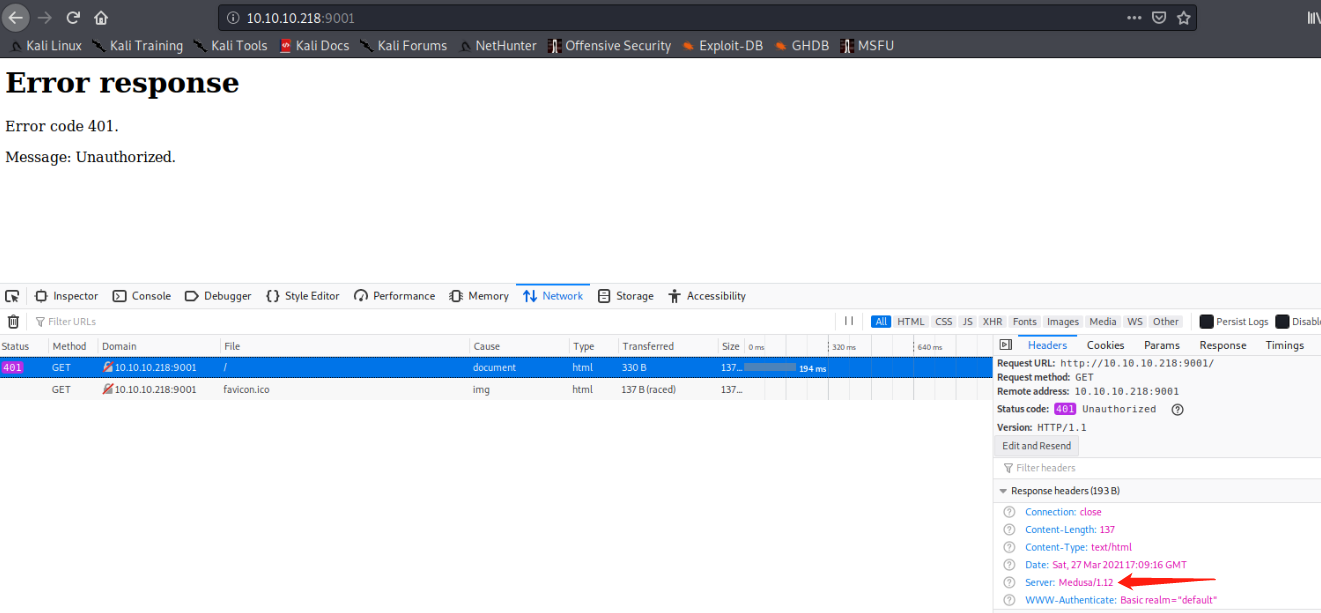 10.10.10.218:9001
Kali Linux Kali Training Kali Tools Kali Docs Kali Forums NetHunter Offensive Security Exploit-DB GHDB MSFU
Error response
Error code 401.
Message: Unauthorized.
Inspector Console Debugger Style Editor Performance Memory Network Storage Accessibility
Filter URLs All HTML CSS JS XHR Fonts Images Media WS Other Persist Logs Disable
Status Method Domain File Cause Type Transferred Size 0 ms 320 ms 640 ms Headers Cookies Params Response Timings
401 GET 10.10.10.218:9001 / document html 330 B 137... 194 ms
GET 10.10.10.218:9001 favicon.ico img html 137 B (raced) 137...
Request URL: http://10.10.10.218:9001/
Request method: GET
Remote address: 10.10.10.218:9001
Status code: 401 Unauthorized
Version: HTTP/1.1
Edit and Resend
Filter headers
Response headers (193 B)
Connection: close
Content-Length: 137
Content-Type: text/html
Date: Sat, 27 Mar 2021 17:09:16 GMT
Server: Medusa/1.12
WWW-Authenticate: Basic realm="default"